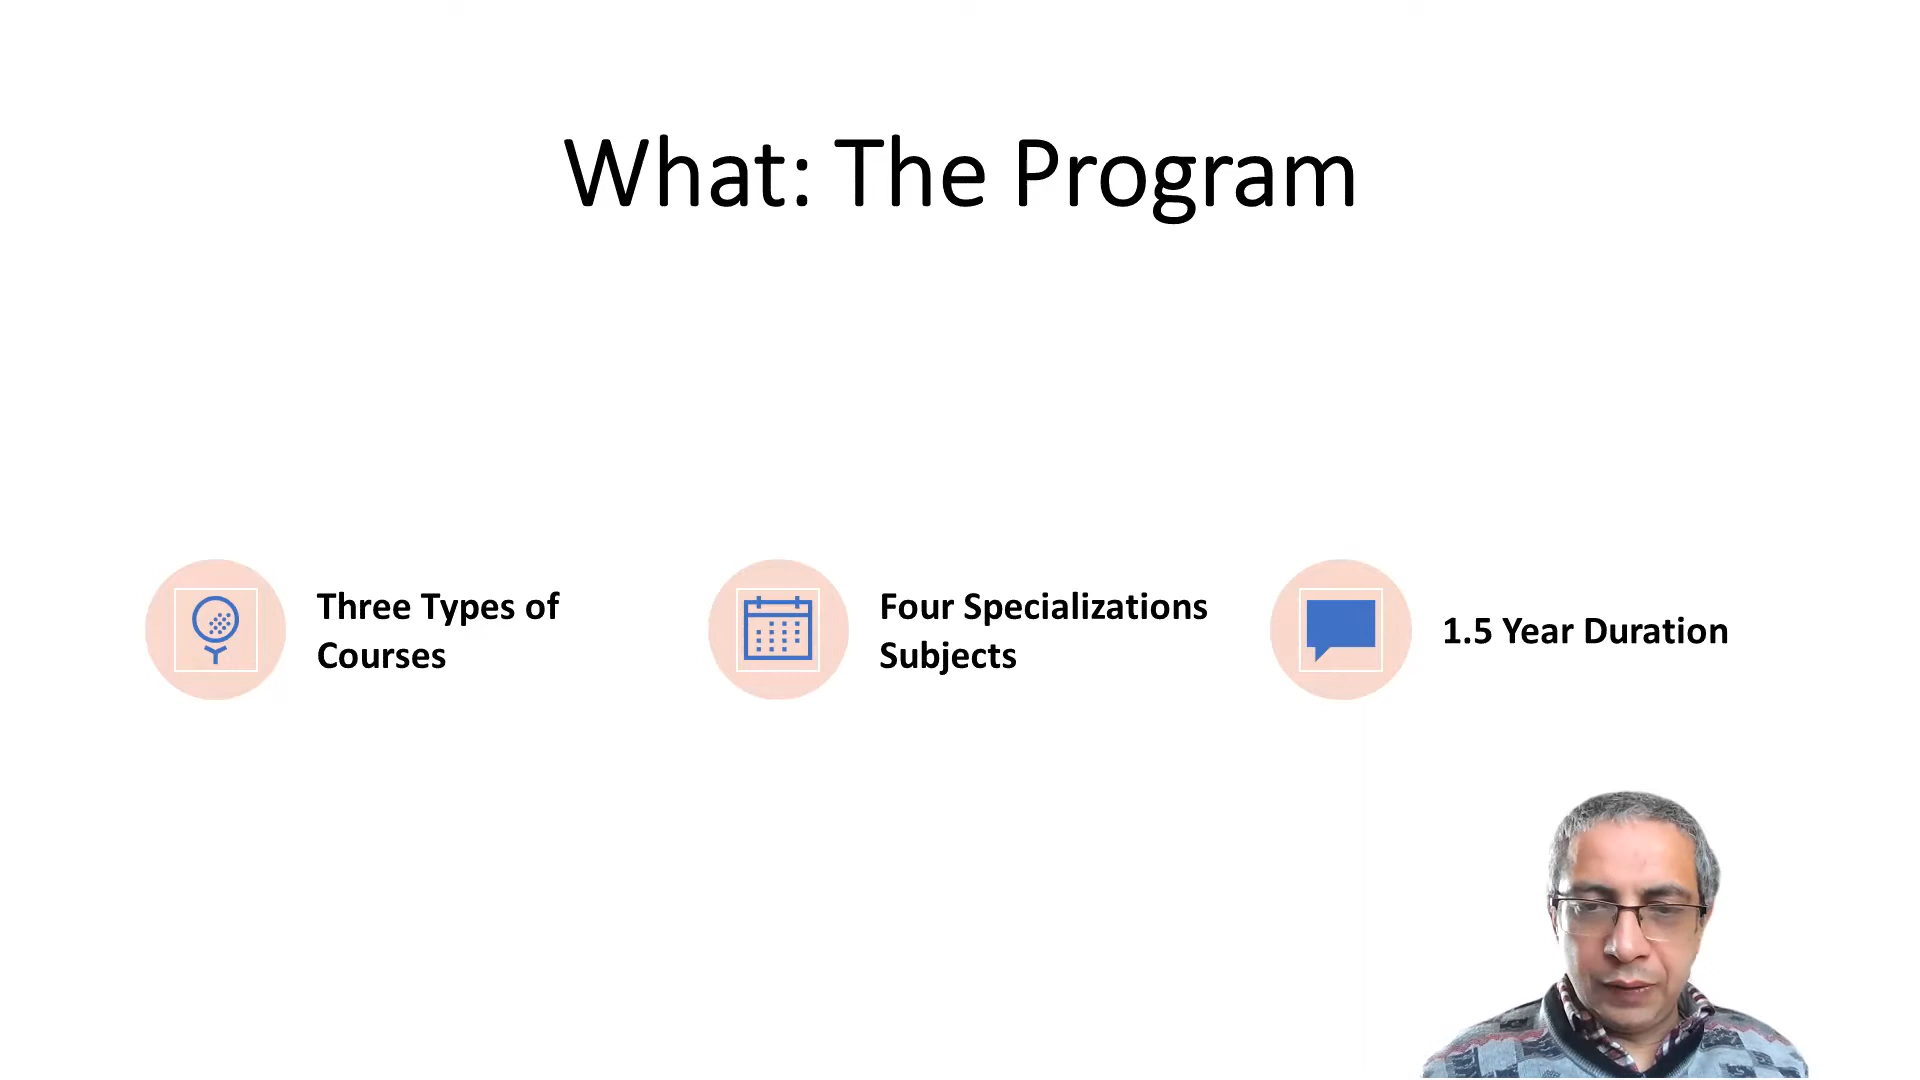 What: The Program
Three Types of
Courses
Four Specializations
Subjects
1.5 Year Duration